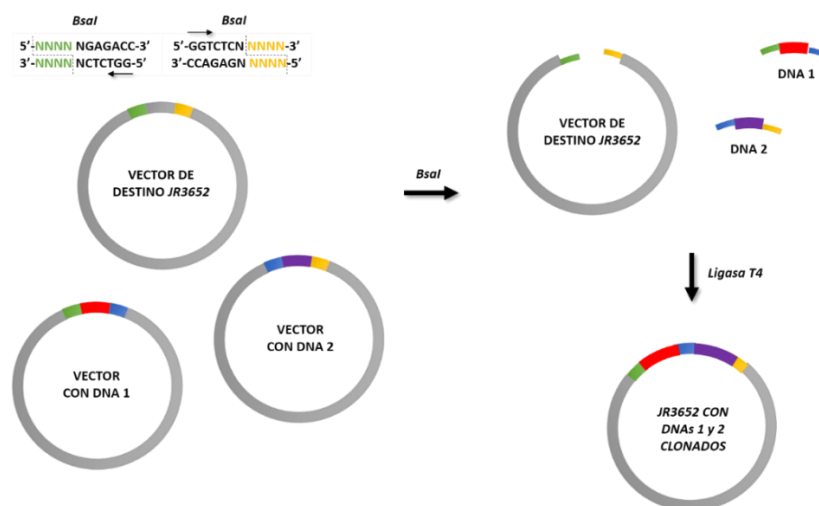 BsaI
BsaI
5'-NNNN NGAGACC-3'
3'-NNNN NCTCTGG-5'
5'-GGTCTCN NNNN-3'
3'-CCAGAGN NNNN-5'
VECTOR DE
DESTINO JR3652
VECTOR
CON DNA 2
VECTOR
CON DNA 1
BsaI
VECTOR DE
DESTINO JR3652
DNA 1
DNA 2
Ligasa T4
JR3652 CON
DNAs 1 y 2
CLONADOS